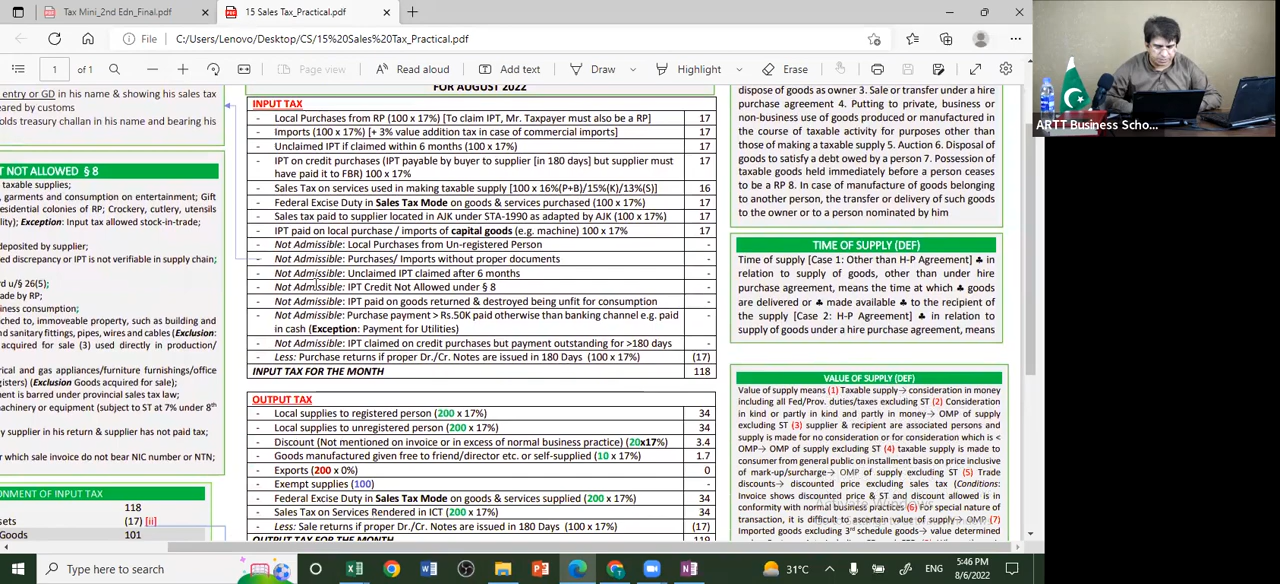 Tax Mini_2nd Edn_Final.pdf
15 Sales Tax_Practical.pdf
File
C:/Users/Lenovo/Desktop/CS/15%20Sales%20Tax_Practical.pdf
1 of 1
Page view
Read aloud
Add text
Draw
Highlight
Erase
entry or GD in his name & showing his sales tax
eared by customs
olds treasury challan in his name and bearing his
T NOT ALLOWED § 8
taxable supplies;
, garments and consumption on entertainment; Gift
esidential colonies of RP; Crockery, cutlery, utensils
ility); Exception: Input tax allowed stock-in-trade;
deposited by supplier;
ed discrepancy or IPT is not verifiable in supply chain;
rd u/§ 26(5);
ade by RP;
iness consumption;
ched to, immoveable property, such as building and
nd sanitary fittings, pipes, wires and cables (Exclusion:
acquired for sale (3) used directly in production/
rical and gas appliances/furniture furnishings/office
gisters) (Exclusion Goods acquired for sale);
ment is barred under provincial sales tax law;
achinery or equipment (subject to ST at 7% under 8th
y supplier in his return & supplier has not paid tax;
or which sale invoice do not bear NIC number or NTN;
ONMENT OF INPUT TAX
118
sets (17) [ii]
Goods 101
FOR AUGUST 2022
INPUT TAX
- Local Purchases from RP (100 x 17%) [To claim IPT, Mr. Taxpayer must also be a RP] 17
- Imports (100 x 17%) [+ 3% value addition tax in case of commercial imports] 17
- Unclaimed IPT if claimed within 6 months (100 x 17%) 17
- IPT on credit purchases (IPT payable by buyer to supplier [in 180 days] but supplier must 17
have paid it to FBR) 100 x 17%
- Sales Tax on services used in making taxable supply [100 x 16%(P+B)/15%(K)/13%(S)] 16
- Federal Excise Duty in Sales Tax Mode on goods & services purchased (100 x 17%) 17
- Sales tax paid to supplier located in AJK under STA-1990 as adapted by AJK (100 x 17%) 17
- IPT paid on local purchase / imports of capital goods (e.g. machine) 100 x 17% 17
- Not Admissible: Local Purchases from Un-registered Person -
- Not Admissible: Purchases/ Imports without proper documents -
- Not Admissible: Unclaimed IPT claimed after 6 months -
- Not Admissible: IPT Credit Not Allowed under § 8 -
- Not Admissible: IPT paid on goods returned & destroyed being unfit for consumption -
- Not Admissible: Purchase payment > Rs.50K paid otherwise than banking channel e.g. paid -
in cash (Exception: Payment for Utilities)
- Not Admissible: IPT claimed on credit purchases but payment outstanding for >180 days -
- Less: Purchase returns if proper Dr./Cr. Notes are issued in 180 Days (100 x 17%) (17)
INPUT TAX FOR THE MONTH 118
OUTPUT TAX
- Local supplies to registered person (200 x 17%) 34
- Local supplies to unregistered person (200 x 17%) 34
- Discount (Not mentioned on invoice or in excess of normal business practice) (20x17%) 3.4
- Goods manufactured given free to friend/director etc. or self-supplied (10 x 17%) 1.7
- Exports (200 x 0%) 0
- Exempt supplies (100) -
- Federal Excise Duty in Sales Tax Mode on goods & services supplied (200 x 17%) 34
- Sales Tax on Services Rendered in ICT (200 x 17%) 34
- Less: Sale returns if proper Dr./Cr. Notes are issued in 180 Days (100 x 17%) (17)
OUTPUT TAX FOR THE MONTH 119
dispose of goods as owner 3. Sale or transfer under a hire
purchase agreement 4. Putting to private, business or
non-business use of goods produced or manufactured in
the course of taxable activity for purposes other than
those of making a taxable supply 5. Auction 6. Disposal of
goods to satisfy a debt owed by a person 7. Possession of
taxable goods held immediately before a person ceases
to be a RP 8. In case of manufacture of goods belonging
to another person, the transfer or delivery of such goods
to the owner or to a person nominated by him
TIME OF SUPPLY (DEF)
Time of supply [Case 1: Other than H-P Agreement] ♣ in
relation to supply of goods, other than under hire
purchase agreement, means the time at which ♣ goods
are delivered or ♣ made available ♣ to the recipient of
the supply [Case 2: H-P Agreement] ♣ in relation to
supply of goods under a hire purchase agreement, means
VALUE OF SUPPLY (DEF)
Value of supply means (1) Taxable supply→ consideration in money
including all Fed/Prov. duties/taxes excluding ST (2) Consideration
in kind or partly in kind and partly in money→ OMP of supply
excluding ST (3) supplier & recipient are associated persons and
supply is made for no consideration or for consideration which is <
OMP→ OMP of supply excluding ST (4) taxable supply is made to
consumer from general public on installment basis on price inclusive
of mark-up/surcharge→ OMP of supply excluding ST (5) Trade
discounts→ discounted price excluding sales tax (Conditions:
Invoice shows discounted price & ST and discount allowed is in
conformity with normal business practices (6) For special nature of
transaction, it is difficult to ascertain value of supply→ OMP (7)
Imported goods excluding 3rd schedule goods→ value determined
Activate Windows
ARTT Business Scho...
Type here to search
31°C
ENG
5:46 PM
8/6/2022